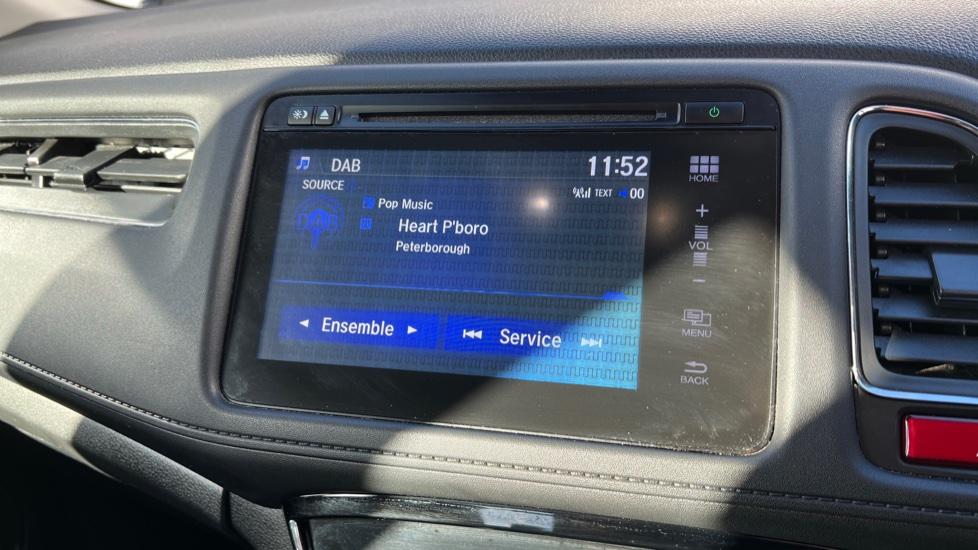 DAB
11:52
SOURCE
TEXT
00
Pop Music
Heart P'boro
Peterborough
Ensemble
Service
HOME
+
VOL
−
MENU
BACK